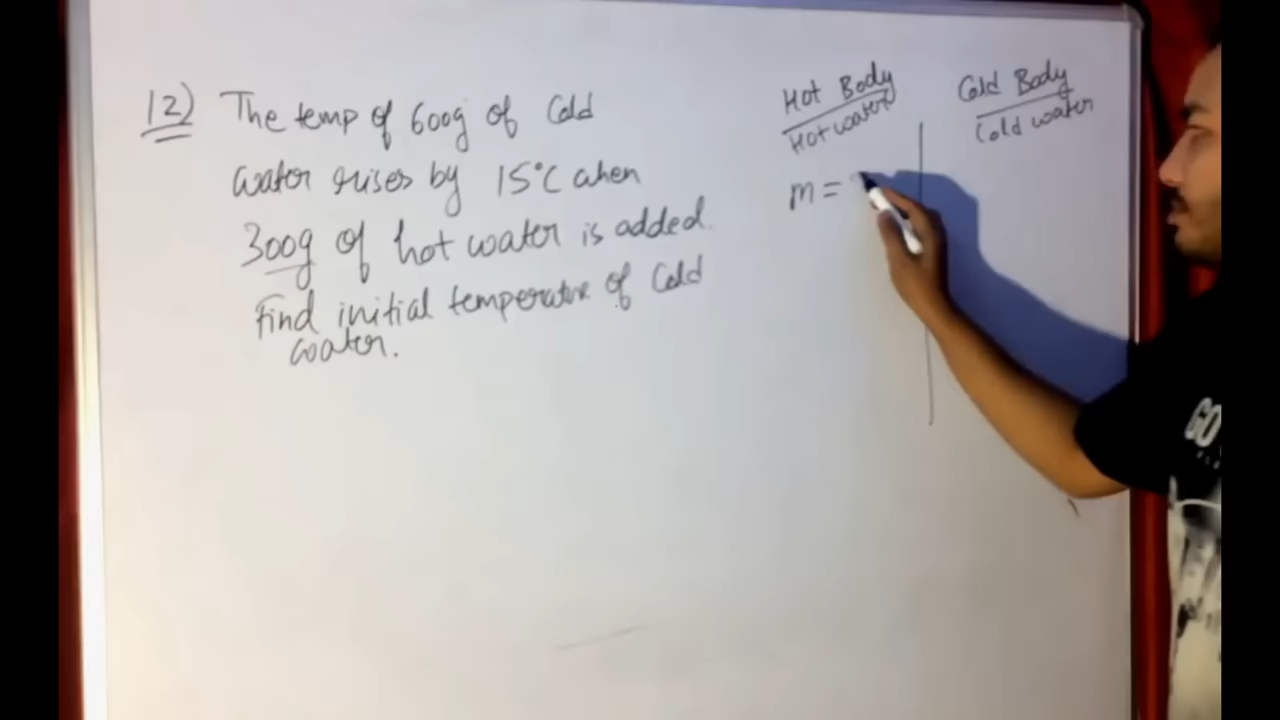 12) The temp of 600g of Cold
water rises by 15°C when
300g of hot water is added.
Find initial temperature of Cold
water.
Hot Body
Hot water
m =
Cold Body
Cold water
GO